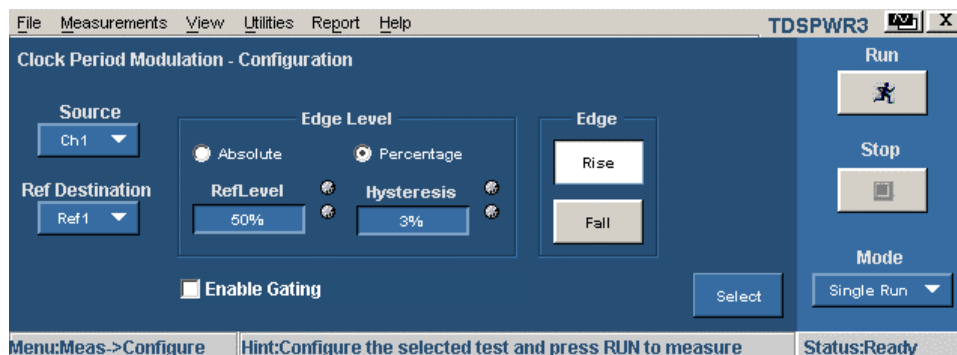 File Measurements View Utilities Report Help
TDSPWR3
X
Clock Period Modulation - Configuration
Source
Ch1
Ref Destination
Ref1
Edge Level
Absolute
Percentage
RefLevel
50%
Hysteresis
3%
Edge
Rise
Fall
Enable Gating
Select
Run
Stop
Mode
Single Run
Menu:Meas->Configure
Hint:Configure the selected test and press RUN to measure
Status:Ready